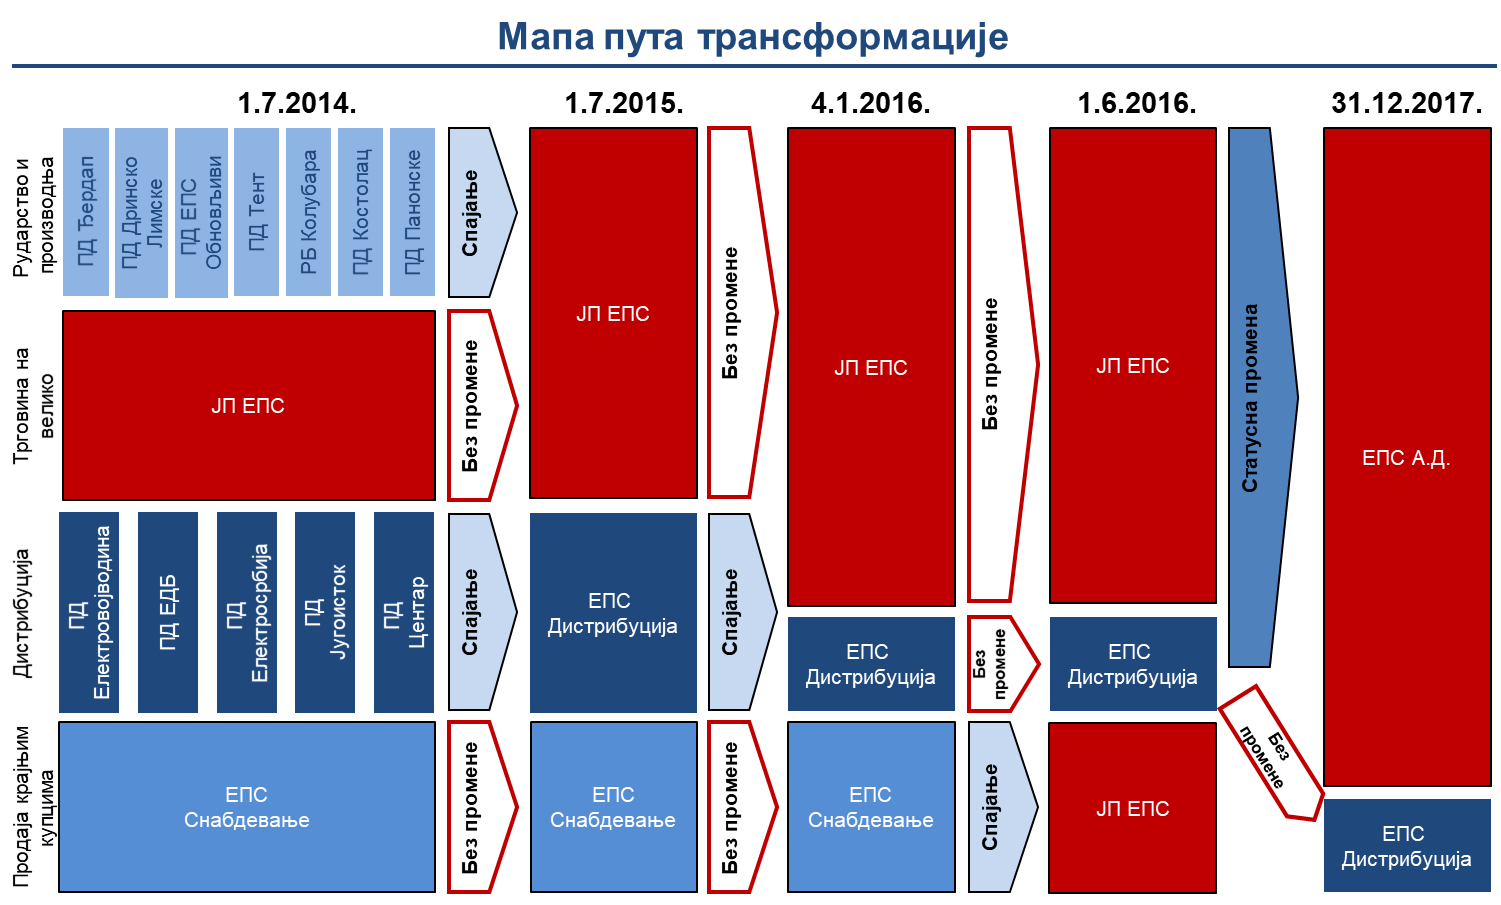 Мапа пута трансформације
1.7.2014.
1.7.2015.
4.1.2016.
1.6.2016.
31.12.2017.
Рударство и
производња
ПД Ђердап
ПД Дринско
Лимске
ПД ЕПС
Обновљиви
ПД Тент
РБ Колубара
ПД Костолац
ПД Панонске
Спајање
ЈП ЕПС
Без промене
ЈП ЕПС
Без промене
ЈП ЕПС
Статусна промена
ЕПС А.Д.
Трговина на
велико
ЈП ЕПС
Без промене
Дистрибуција
ПД
Електровојводина
ПД ЕДБ
ПД
Електросрбија
ПД
Југоисток
ПД
Центар
Спајање
ЕПС
Дистрибуција
Спајање
ЕПС
Дистрибуција
Без
промене
ЕПС
Дистрибуција
Без
промене
Продаја крајњим
купцима
ЕПС
Снабдевање
Без промене
ЕПС
Снабдевање
Без промене
ЕПС
Снабдевање
Спајање
ЈП ЕПС
ЕПС
Дистрибуција